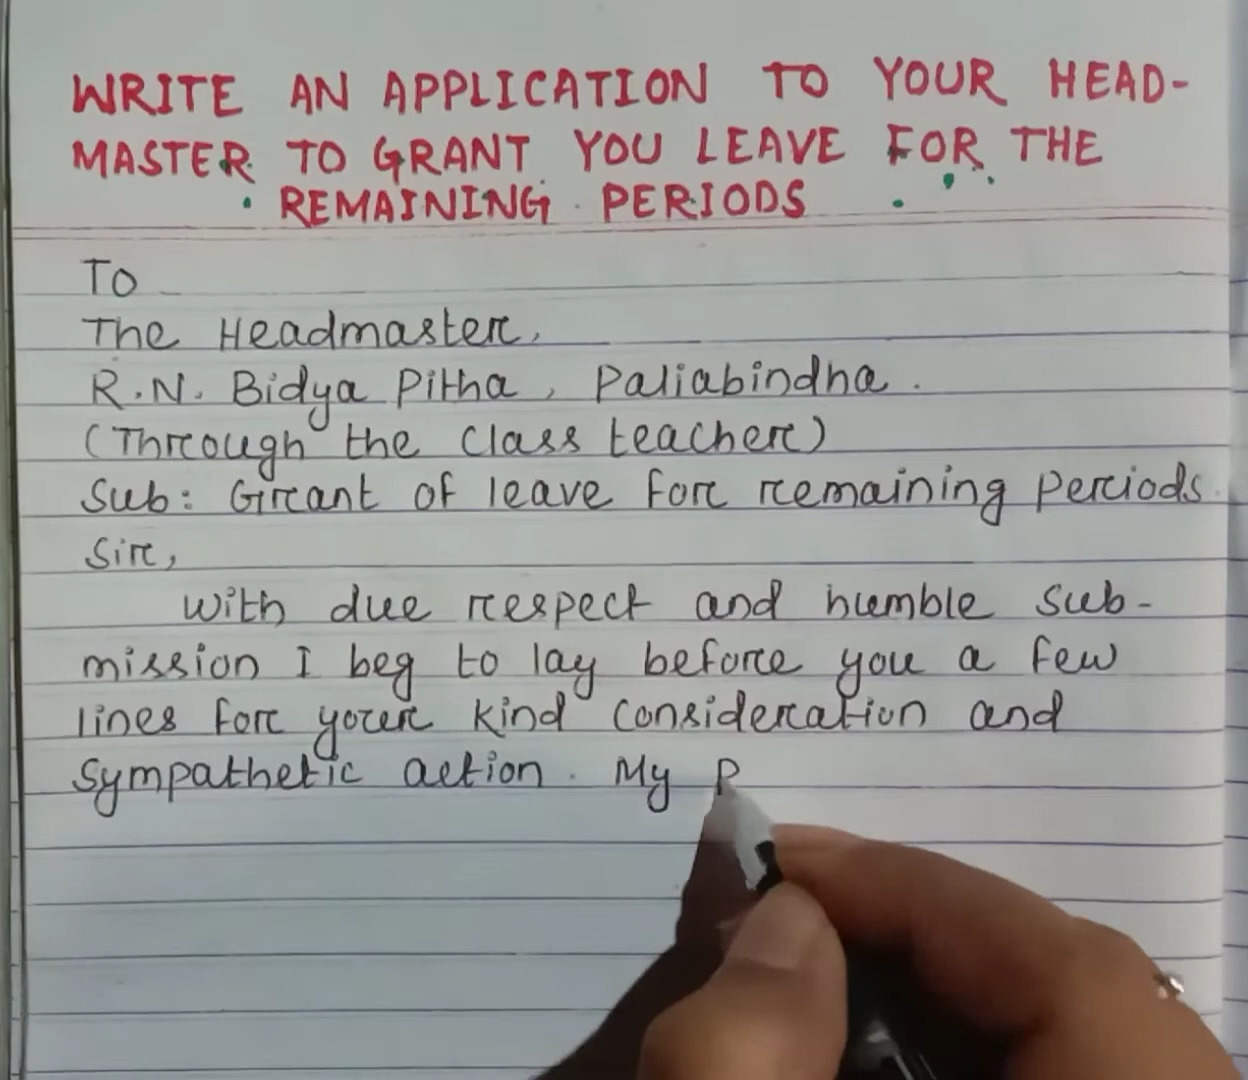 WRITE AN APPLICATION TO YOUR HEAD-
MASTER TO GRANT YOU LEAVE FOR THE
REMAINING PERIODS
To
The Headmaster,
R.N. Bidya Pitha, Paliabindha.
(Through the class teacher)
Sub: Grant of leave for remaining periods.
Sir,
With due respect and humble sub-
mission I beg to lay before you a few
lines for your kind consideration and
sympathetic action. My P